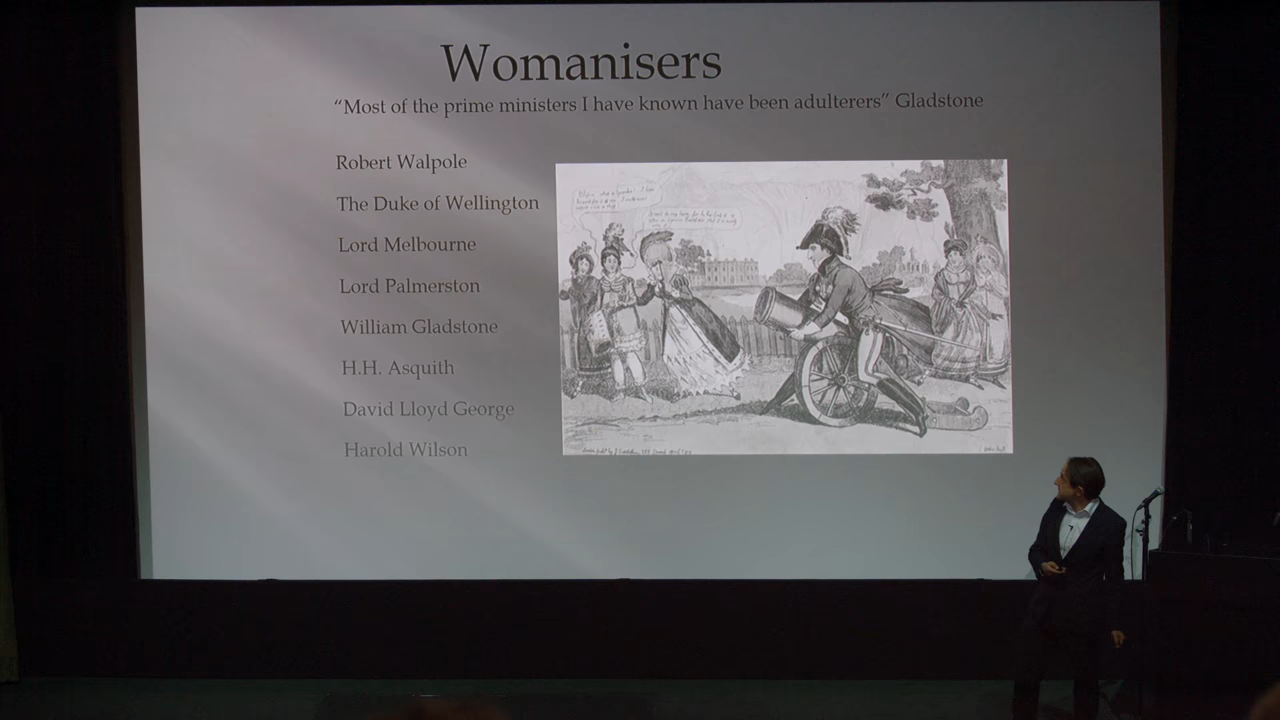 Womanisers
“Most of the prime ministers I have known have been adulterers” Gladstone
Robert Walpole
The Duke of Wellington
Lord Melbourne
Lord Palmerston
William Gladstone
H.H. Asquith
David Lloyd George
Harold Wilson